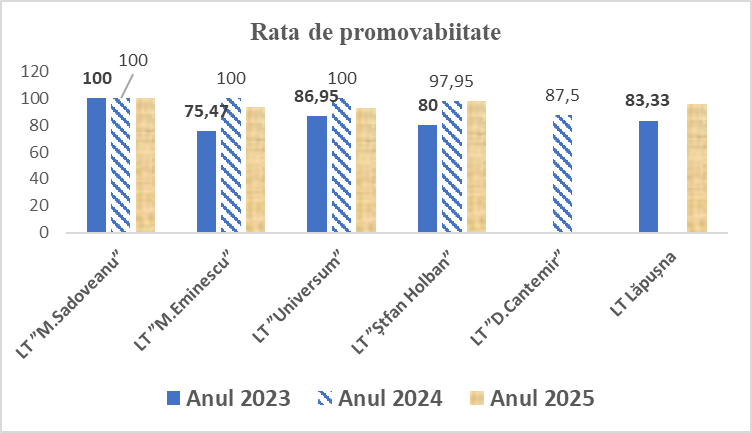 Rata de promovabiitate
120
100
80
60
40
20
0
100
100
75,47
100
86,95
100
80
97,95
87,5
83,33
LT ”M.Sadoveanu”
LT ”M.Eminescu”
LT ”Universum”
LT ”Ștfan Holban”
LT ”D.Cantemir”
LT Lăpușna
Anul 2023 Anul 2024 Anul 2025